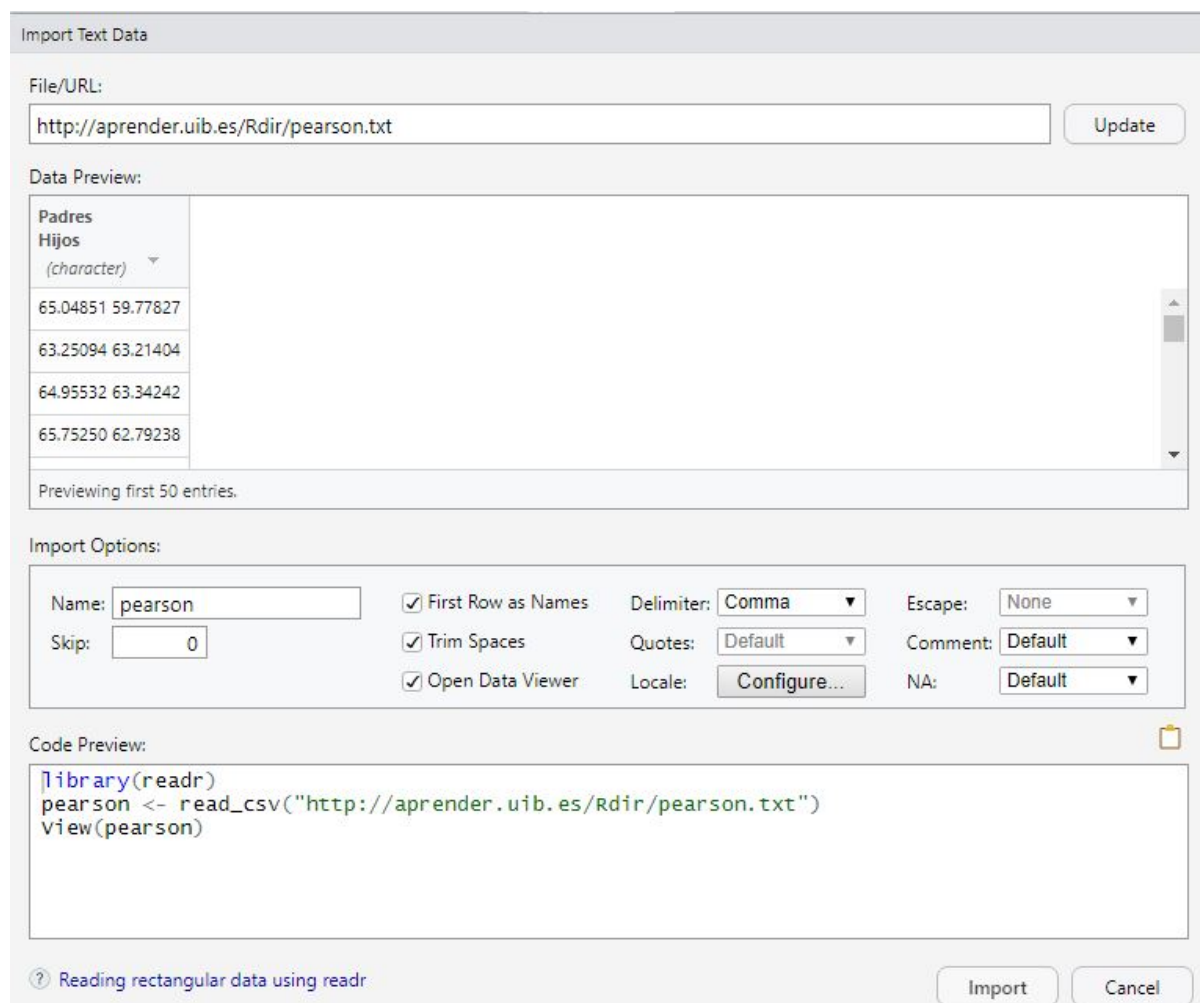 Import Text Data
File/URL:
http://aprender.uib.es/Rdir/pearson.txt
Update
Data Preview:
Padres
Hijos
(character)
65.04851 59.77827
63.25094 63.21404
64.95532 63.34242
65.75250 62.79238
Previewing first 50 entries.
Import Options:
Name: pearson
First Row as Names
Delimiter: Comma
Escape: None
Skip: 0
Trim Spaces
Quotes: Default
Comment: Default
Open Data Viewer
Locale: Configure...
NA: Default
Code Preview:
library(readr)
pearson <- read_csv("http://aprender.uib.es/Rdir/pearson.txt")
View(pearson)
? Reading rectangular data using readr
Import
Cancel